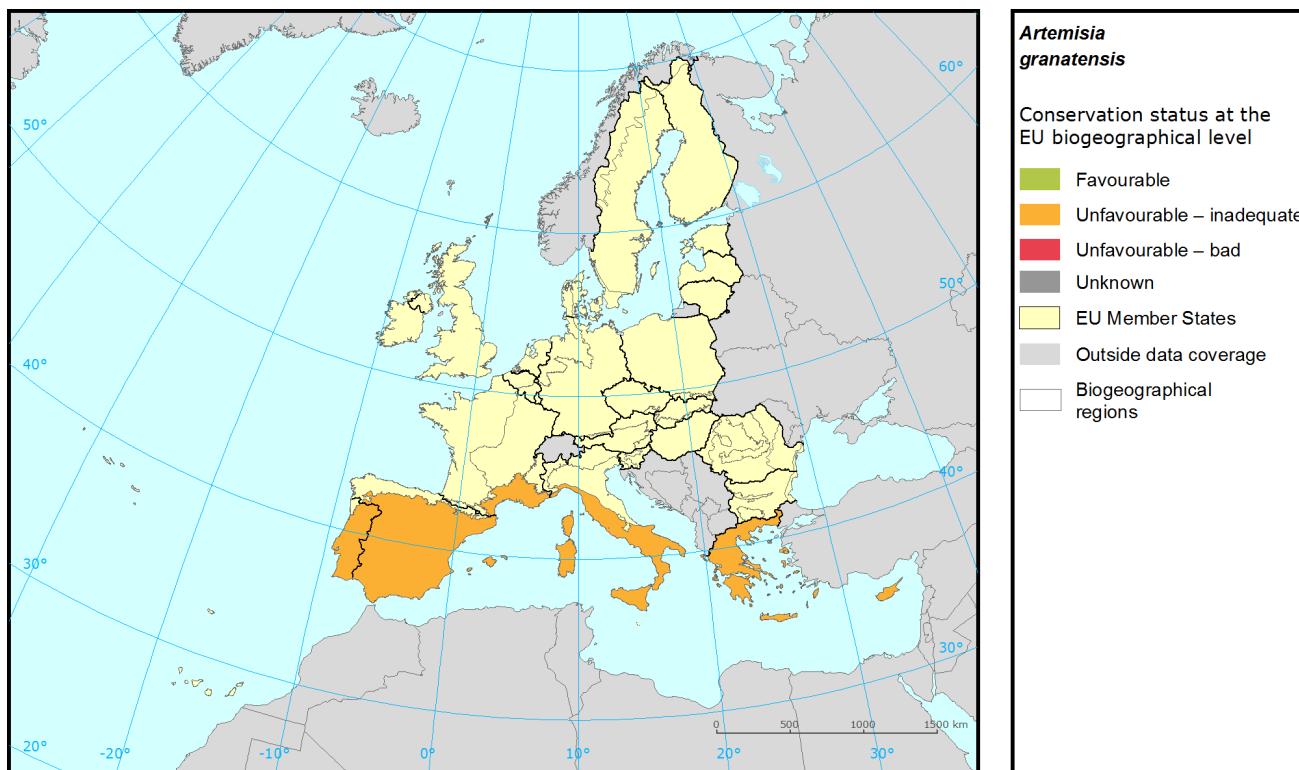 Artemisia
granatensis
Conservation status at the
EU biogeographical level
Favourable
Unfavourable – inadequate
Unfavourable – bad
Unknown
EU Member States
Outside data coverage
Biogeographical
regions
60°
50°
50°
40°
40°
30°
30°
20°
-20°
-10°
0°
10°
20°
30°
0 500 1000 1500 km